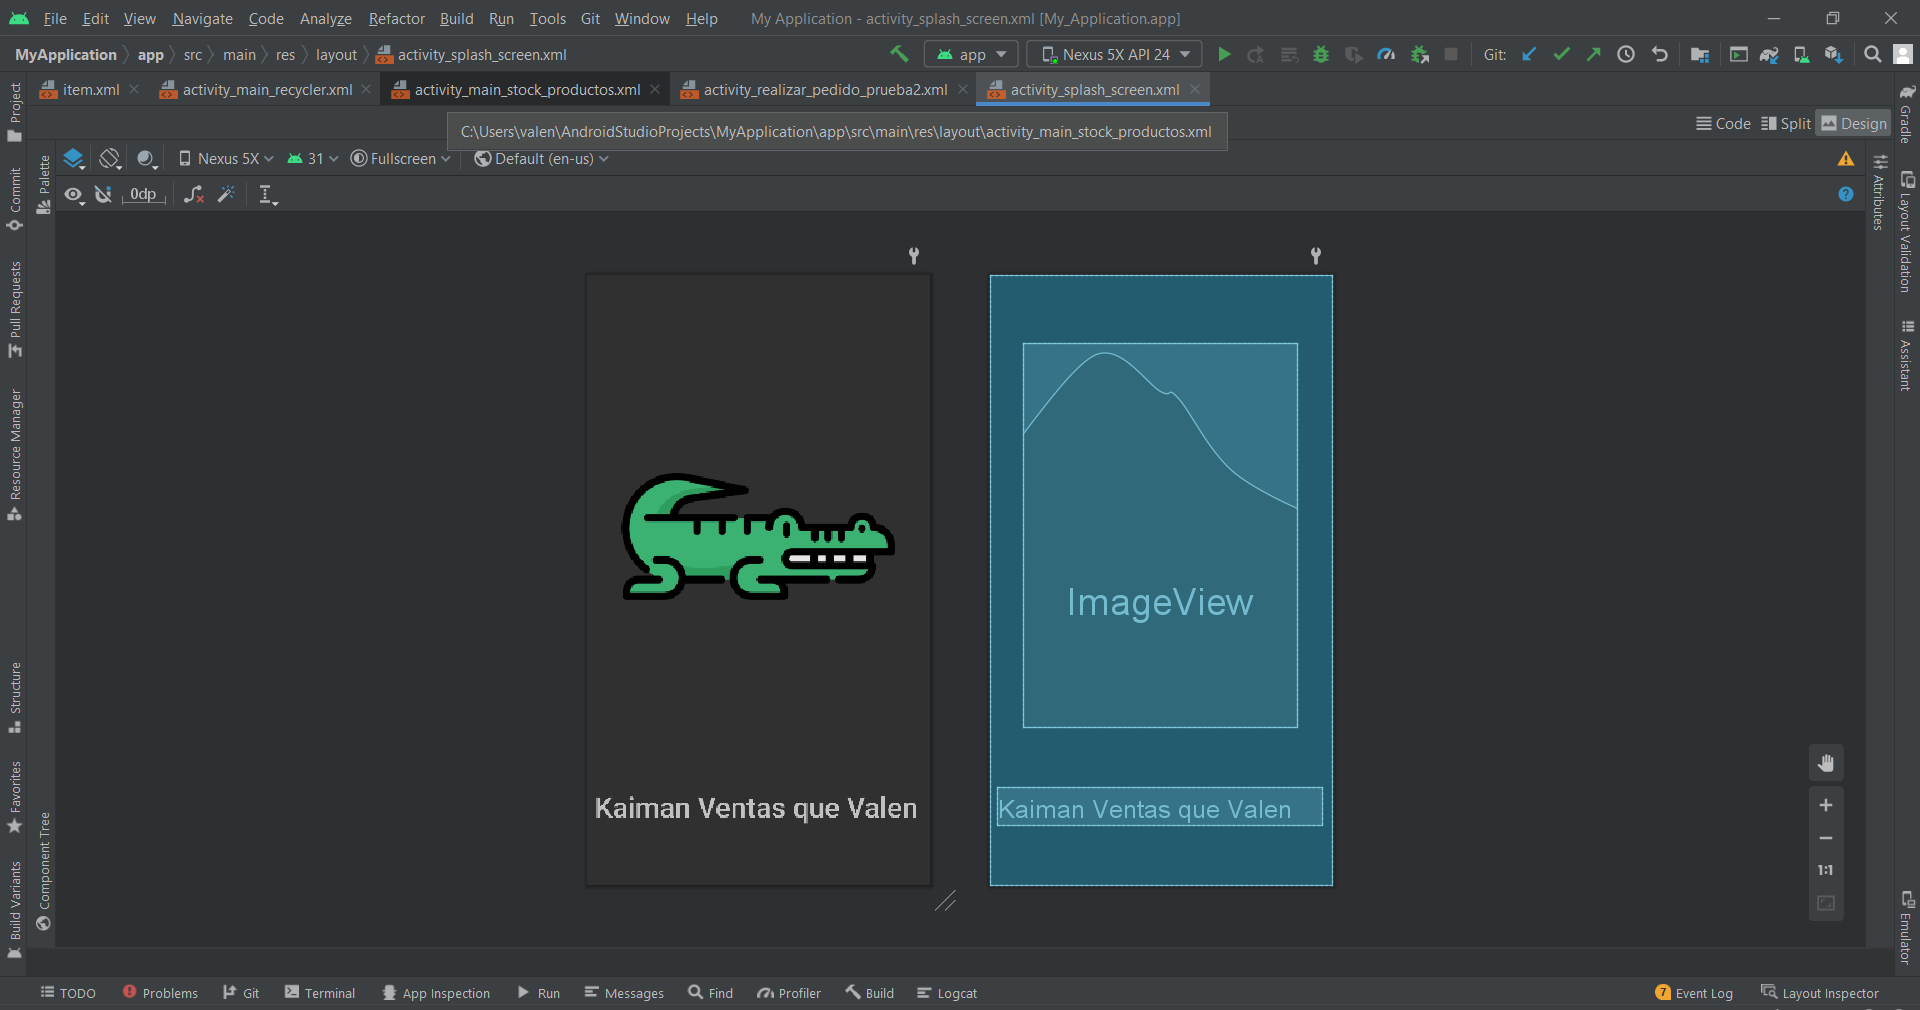 File Edit View Navigate Code Analyze Refactor Build Run Tools Git Window Help My Application - activity_splash_screen.xml [My_Application.app]
MyApplication app src main res layout activity_splash_screen.xml app Nexus 5X API 24 Git:
item.xml activity_main_recycler.xml activity_main_stock_productos.xml activity_realizar_pedido_prueba2.xml activity_splash_screen.xml
C:\Users\valen\AndroidStudioProjects\MyApplication\app\src\main\res\layout\activity_main_stock_productos.xml
Code Split Design
Nexus 5X 31 Fullscreen Default (en-us)
0dp
Project
Commit
Pull Requests
Resource Manager
Structure
Favorites
Build Variants
Palette
Component Tree
Kaiman Ventas que Valen
ImageView
Kaiman Ventas que Valen
1:1
Attributes
Gradle
Layout Validation
Assistant
Emulator
TODO Problems Git Terminal App Inspection Run Messages Find Profiler Build Logcat 7 Event Log Layout Inspector